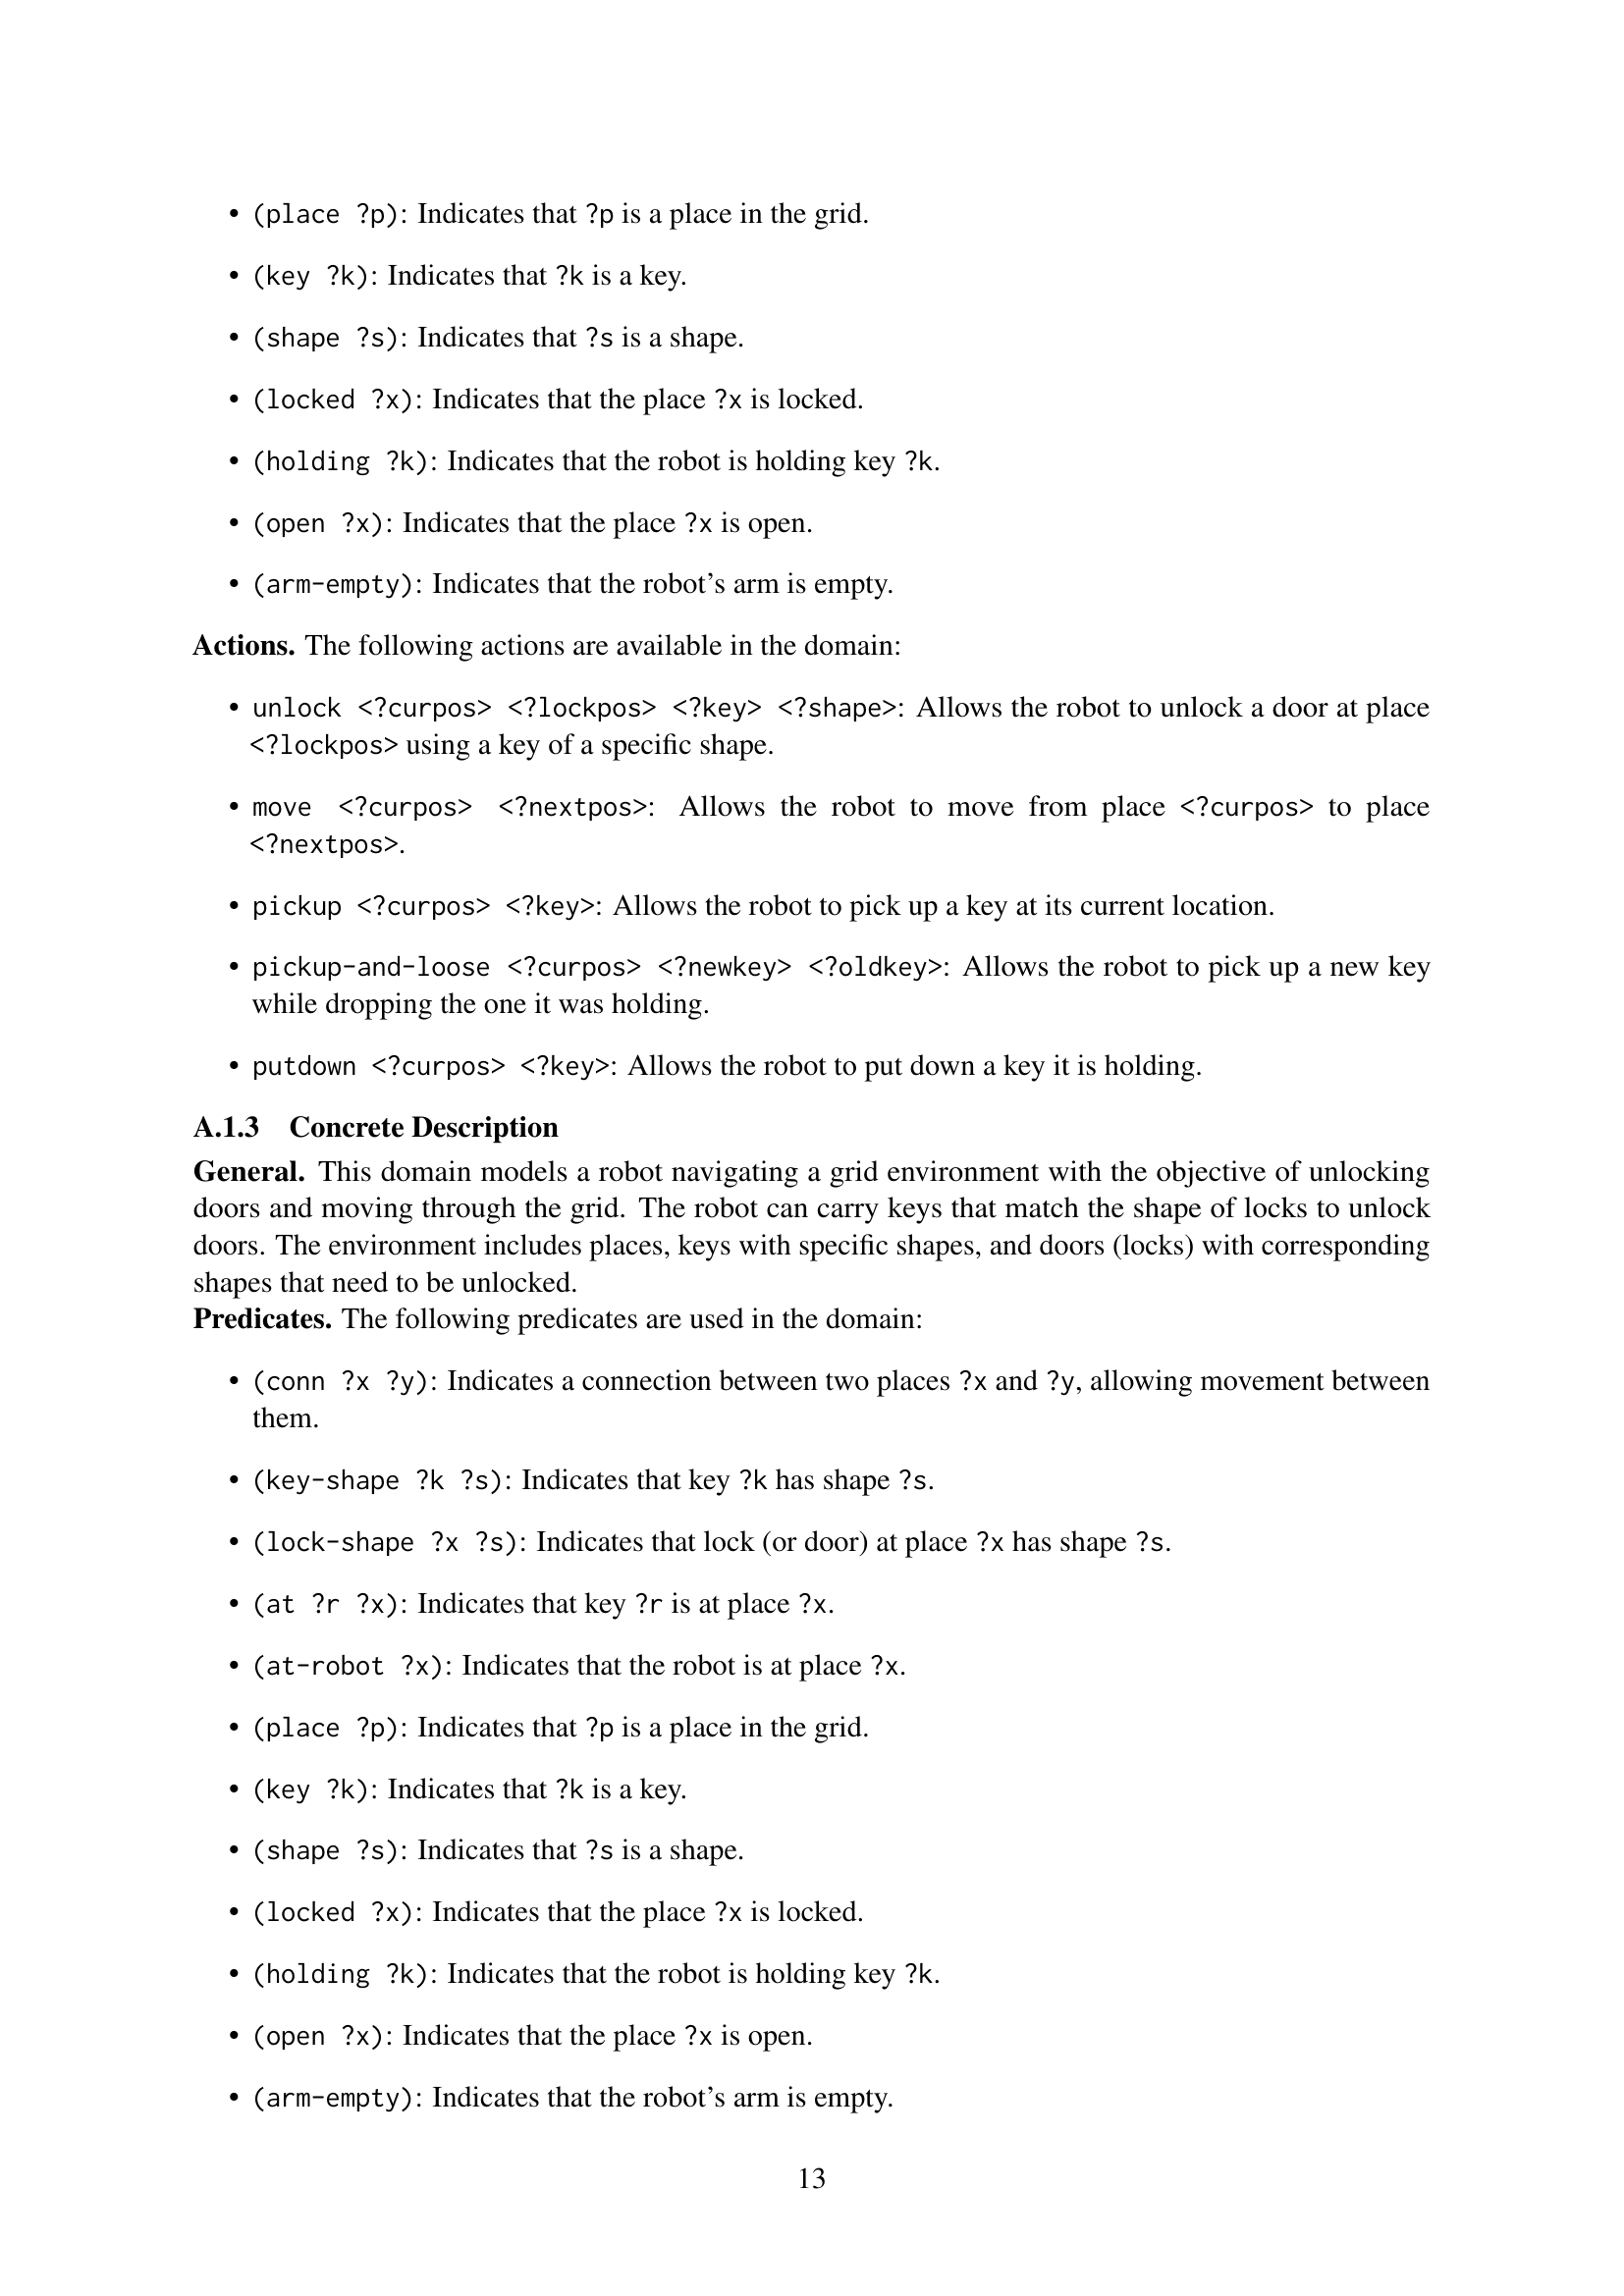 • (place ?p): Indicates that ?p is a place in the grid.
• (key ?k): Indicates that ?k is a key.
• (shape ?s): Indicates that ?s is a shape.
• (locked ?x): Indicates that the place ?x is locked.
• (holding ?k): Indicates that the robot is holding key ?k.
• (open ?x): Indicates that the place ?x is open.
• (arm-empty): Indicates that the robot's arm is empty.
Actions. The following actions are available in the domain:
• unlock <?curpos> <?lockpos> <?key> <?shape>: Allows the robot to unlock a door at place
<?lockpos> using a key of a specific shape.
• move <?curpos> <?nextpos>: Allows the robot to move from place <?curpos> to place
<?nextpos>.
• pickup <?curpos> <?key>: Allows the robot to pick up a key at its current location.
• pickup-and-loose <?curpos> <?newkey> <?oldkey>: Allows the robot to pick up a new key
while dropping the one it was holding.
• putdown <?curpos> <?key>: Allows the robot to put down a key it is holding.
A.1.3 Concrete Description
General. This domain models a robot navigating a grid environment with the objective of unlocking
doors and moving through the grid. The robot can carry keys that match the shape of locks to unlock
doors. The environment includes places, keys with specific shapes, and doors (locks) with corresponding
shapes that need to be unlocked.
Predicates. The following predicates are used in the domain:
• (conn ?x ?y): Indicates a connection between two places ?x and ?y, allowing movement between
them.
• (key-shape ?k ?s): Indicates that key ?k has shape ?s.
• (lock-shape ?x ?s): Indicates that lock (or door) at place ?x has shape ?s.
• (at ?r ?x): Indicates that key ?r is at place ?x.
• (at-robot ?x): Indicates that the robot is at place ?x.
• (place ?p): Indicates that ?p is a place in the grid.
• (key ?k): Indicates that ?k is a key.
• (shape ?s): Indicates that ?s is a shape.
• (locked ?x): Indicates that the place ?x is locked.
• (holding ?k): Indicates that the robot is holding key ?k.
• (open ?x): Indicates that the place ?x is open.
• (arm-empty): Indicates that the robot's arm is empty.
13